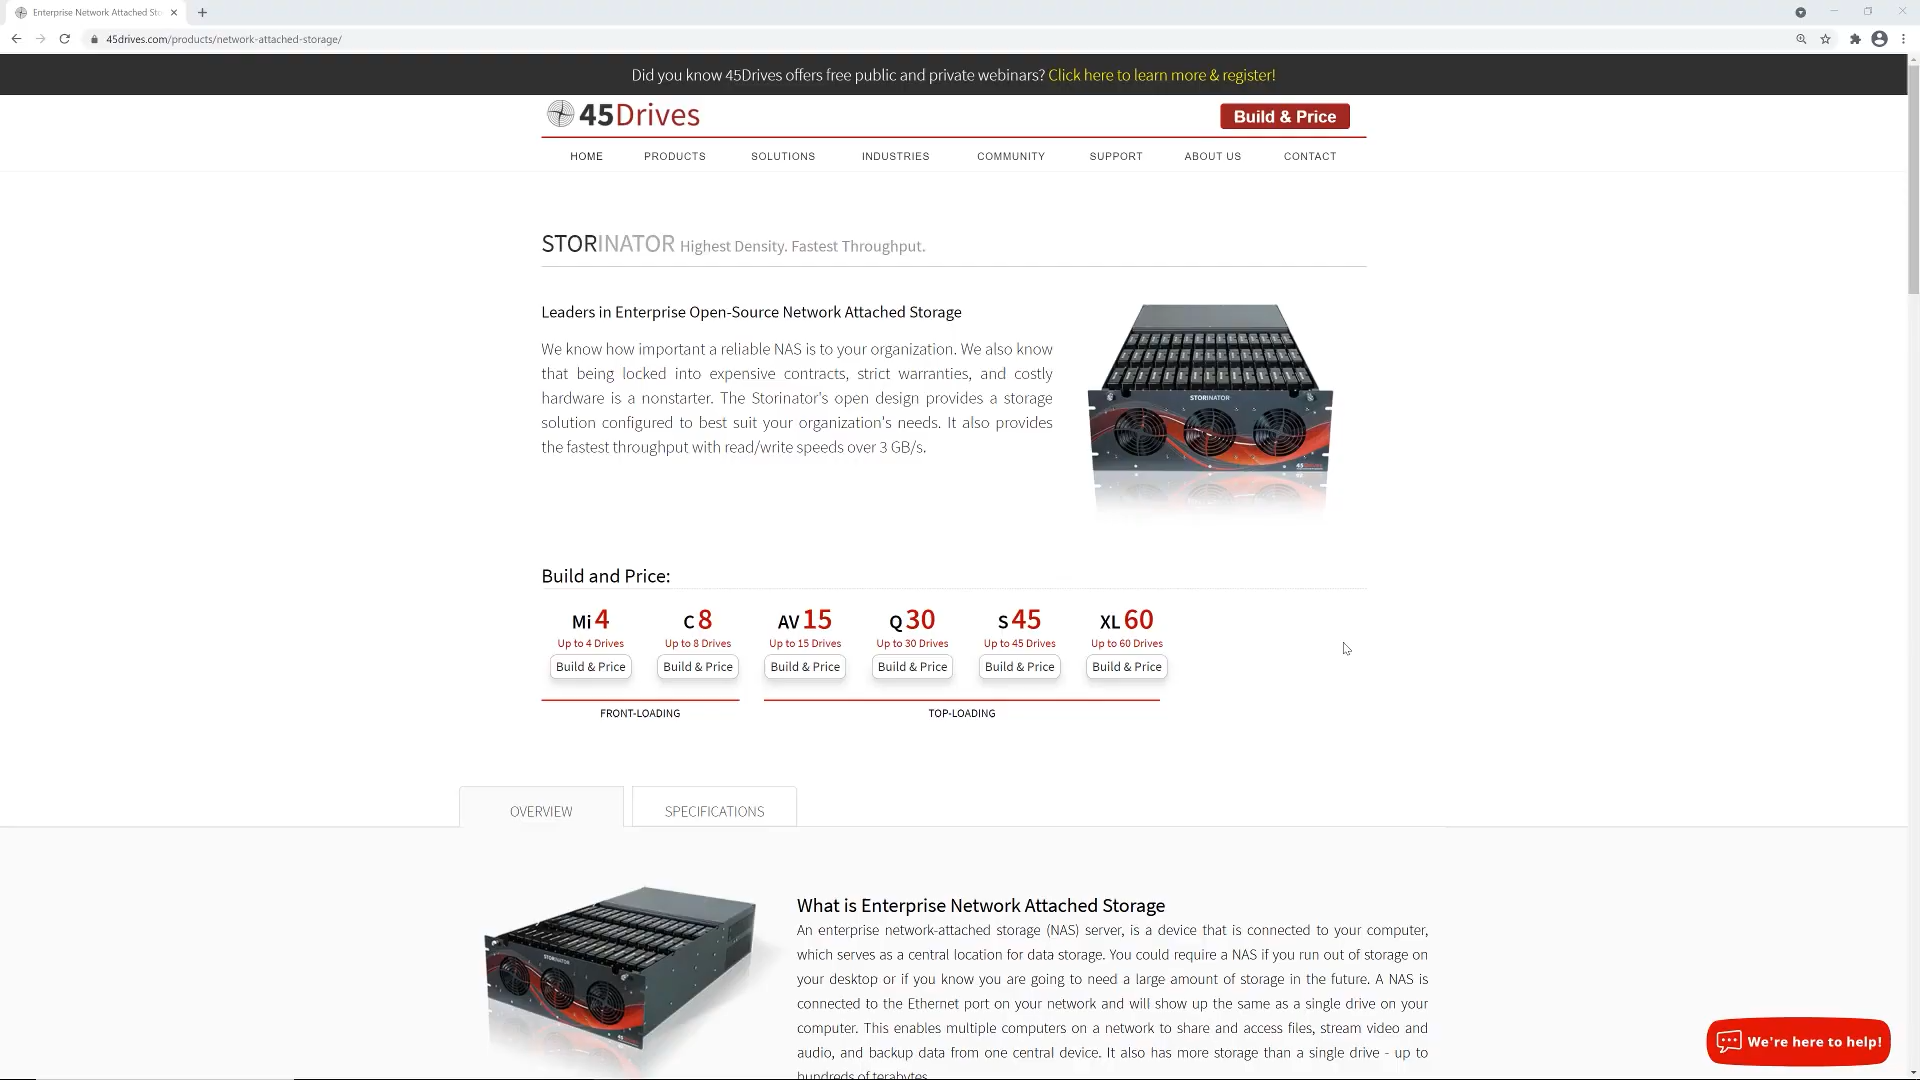 Enterprise Network Attached Sto
45drives.com/products/network-attached-storage/
Did you know 45Drives offers free public and private webinars? Click here to learn more & register!
45Drives
Build & Price
HOME PRODUCTS SOLUTIONS INDUSTRIES COMMUNITY SUPPORT ABOUT US CONTACT
STORINATOR Highest Density. Fastest Throughput.
Leaders in Enterprise Open-Source Network Attached Storage
We know how important a reliable NAS is to your organization. We also know
that being locked into expensive contracts, strict warranties, and costly
hardware is a nonstarter. The Storinator's open design provides a storage
solution configured to best suit your organization's needs. It also provides
the fastest throughput with read/write speeds over 3 GB/s.
STORINATOR
45Drives
Build and Price:
Mi 4 C 8 AV 15 Q 30 S 45 XL 60
Up to 4 Drives Up to 8 Drives Up to 15 Drives Up to 30 Drives Up to 45 Drives Up to 60 Drives
Build & Price Build & Price Build & Price Build & Price Build & Price Build & Price
FRONT-LOADING TOP-LOADING
OVERVIEW SPECIFICATIONS
STORINATOR
What is Enterprise Network Attached Storage
An enterprise network-attached storage (NAS) server, is a device that is connected to your computer,
which serves as a central location for data storage. You could require a NAS if you run out of storage on
your desktop or if you know you are going to need a large amount of storage in the future. A NAS is
connected to the Ethernet port on your network and will show up the same as a single drive on your
computer. This enables multiple computers on a network to share and access files, stream video and
audio, and backup data from one central device. It also has more storage than a single drive - up to
hundreds of terabytes.
We're here to help!